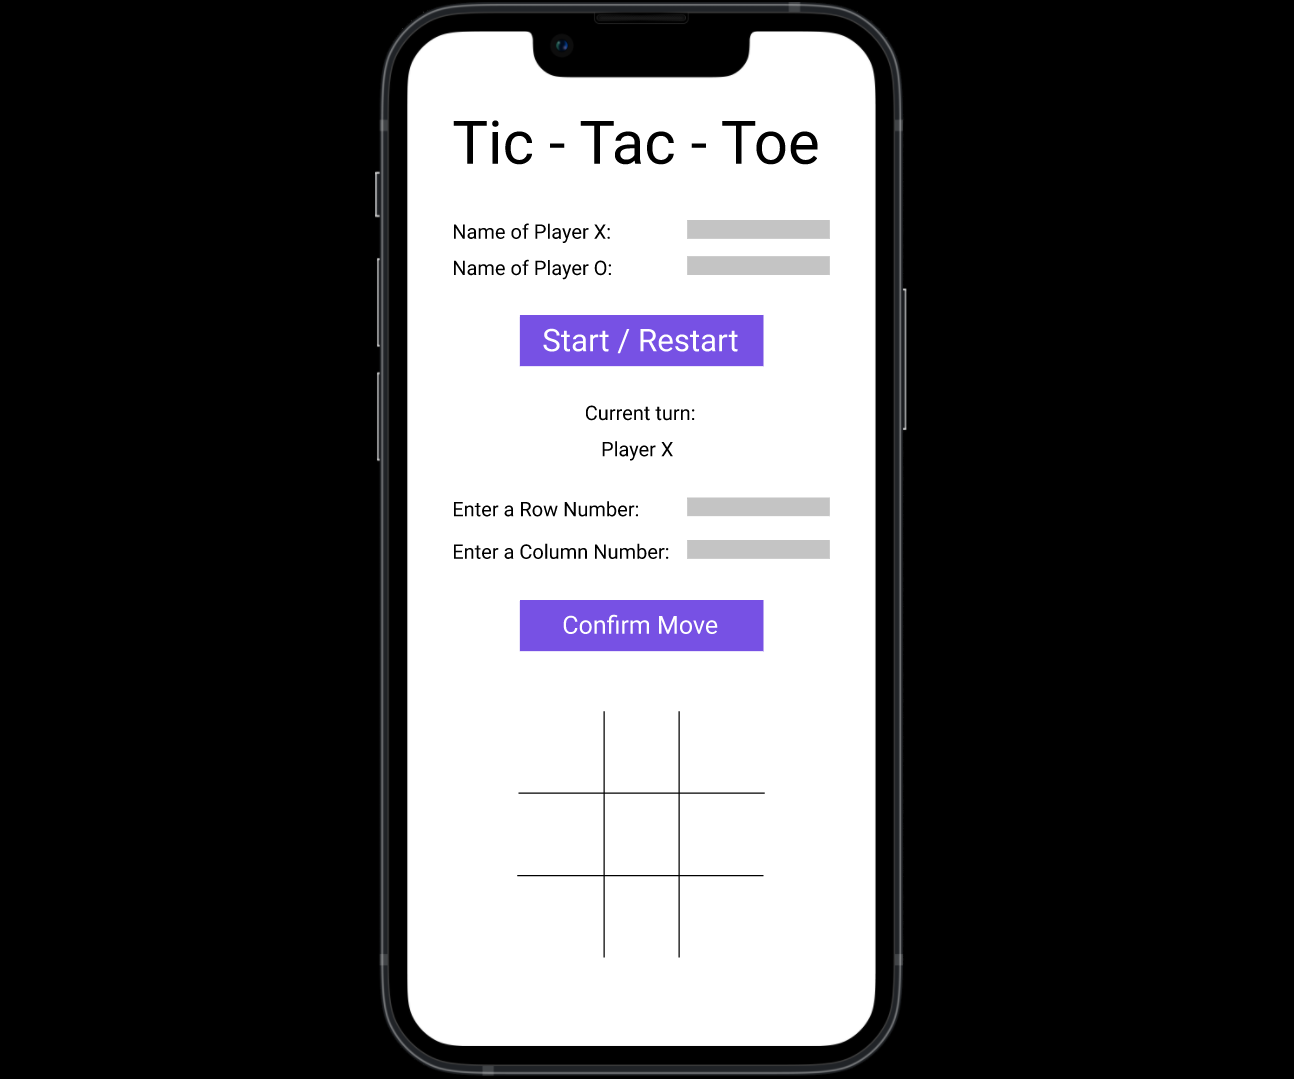 Tic - Tac - Toe
Name of Player X:
Name of Player O:
Start / Restart
Current turn:
Player X
Enter a Row Number:
Enter a Column Number:
Confirm Move